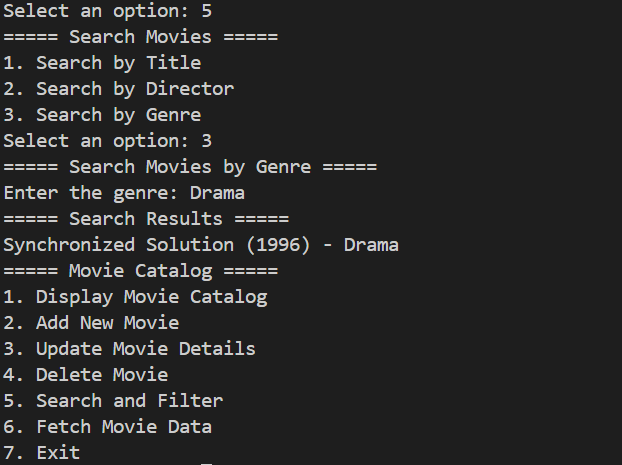 Select an option: 5
===== Search Movies =====
1. Search by Title
2. Search by Director
3. Search by Genre
Select an option: 3
===== Search Movies by Genre =====
Enter the genre: Drama
===== Search Results =====
Synchronized Solution (1996) - Drama
===== Movie Catalog =====
1. Display Movie Catalog
2. Add New Movie
3. Update Movie Details
4. Delete Movie
5. Search and Filter
6. Fetch Movie Data
7. Exit